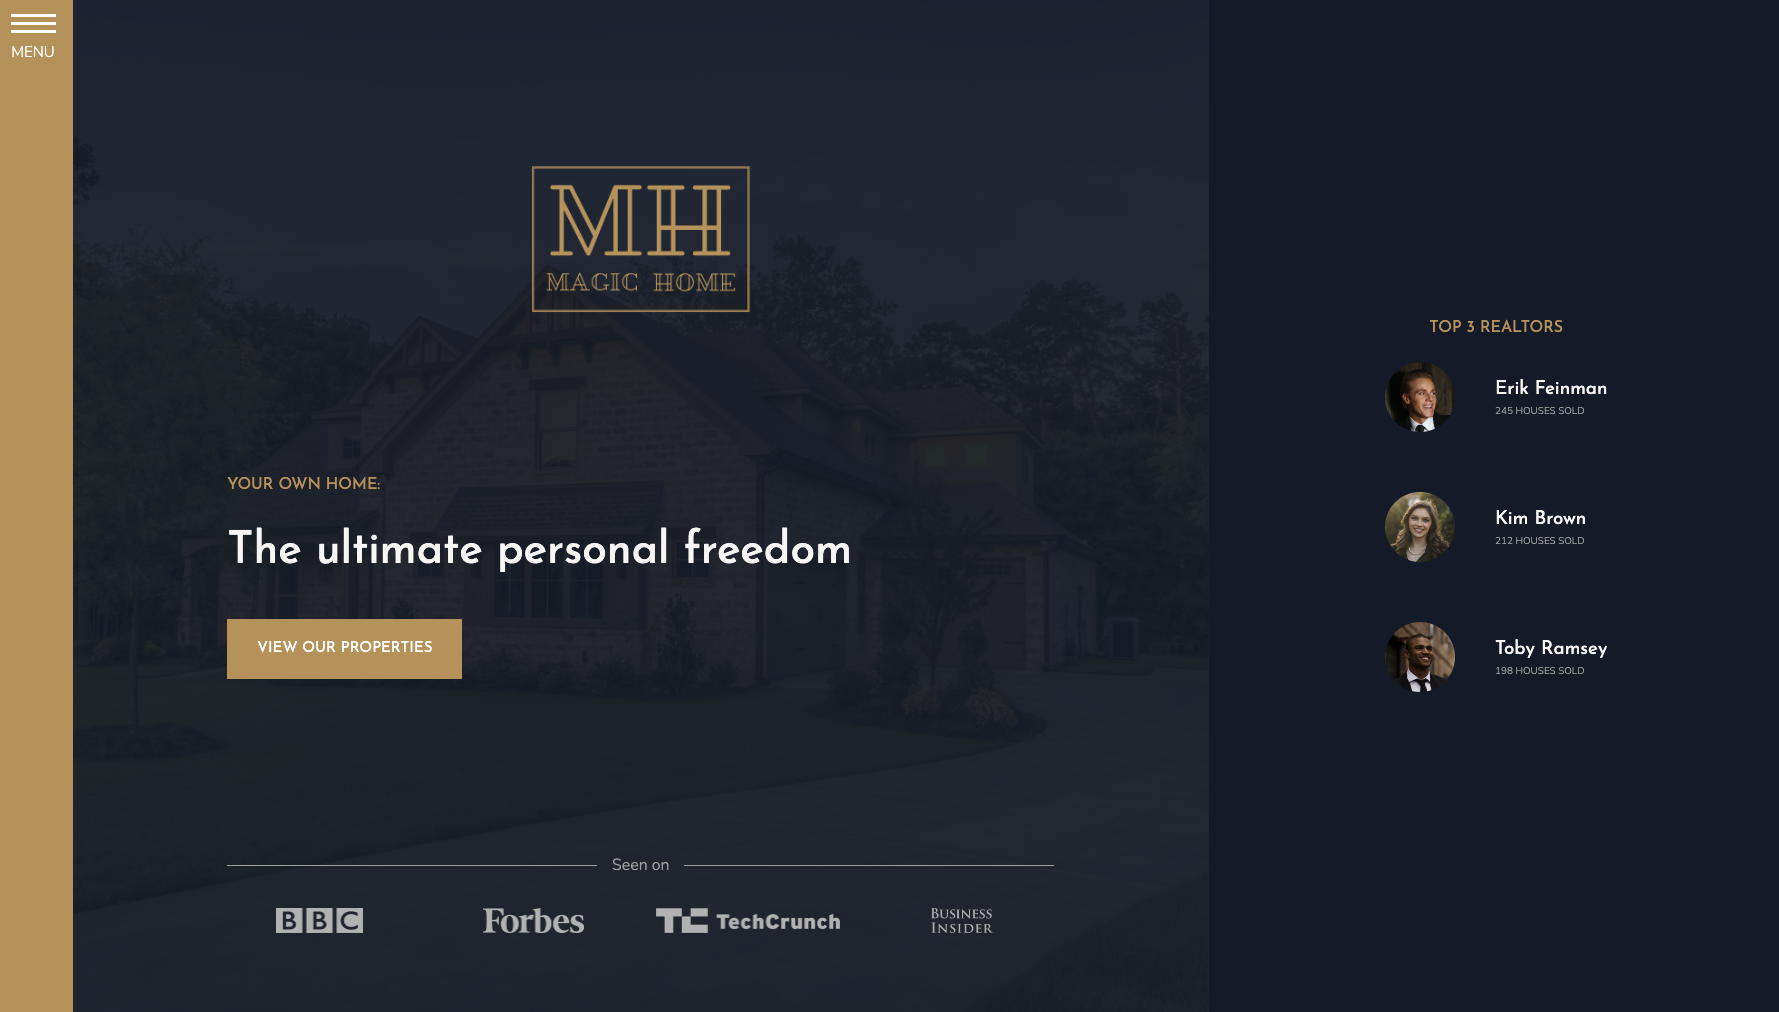 MENU
MH
MAGIC HOME
YOUR OWN HOME:
The ultimate personal freedom
VIEW OUR PROPERTIES
Seen on
BBC
Forbes
TC TechCrunch
BUSINESS
INSIDER
TOP 3 REALTORS
Erik Feinman
245 HOUSES SOLD
Kim Brown
212 HOUSES SOLD
Toby Ramsey
198 HOUSES SOLD